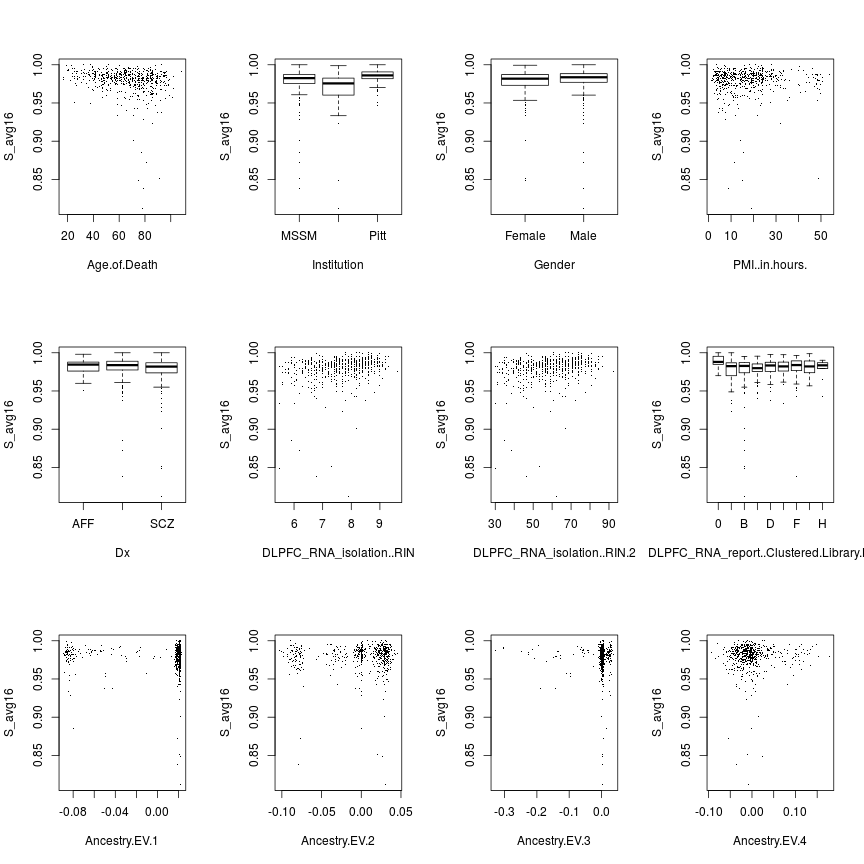 S_avg16
0.85 0.90 0.95 1.00
20 40 60 80
Age.of.Death
S_avg16
0.85 0.90 0.95 1.00
MSSM Pitt
Institution
S_avg16
0.85 0.90 0.95 1.00
Female Male
Gender
S_avg16
0.85 0.90 0.95 1.00
0 10 30 50
PMI..in.hours.
S_avg16
0.85 0.90 0.95 1.00
AFF SCZ
Dx
S_avg16
0.85 0.90 0.95 1.00
6 7 8 9
DLPFC_RNA_isolation..RIN
S_avg16
0.85 0.90 0.95 1.00
30 50 70 90
DLPFC_RNA_isolation..RIN.2
S_avg16
0.85 0.90 0.95 1.00
0 B D F H
DLPFC_RNA_report..Clustered.Library.
S_avg16
0.85 0.90 0.95 1.00
-0.08 -0.04 0.00
Ancestry.EV.1
S_avg16
0.85 0.90 0.95 1.00
-0.10 -0.05 0.00 0.05
Ancestry.EV.2
S_avg16
0.85 0.90 0.95 1.00
-0.3 -0.2 -0.1 0.0
Ancestry.EV.3
S_avg16
0.85 0.90 0.95 1.00
-0.10 0.00 0.10
Ancestry.EV.4